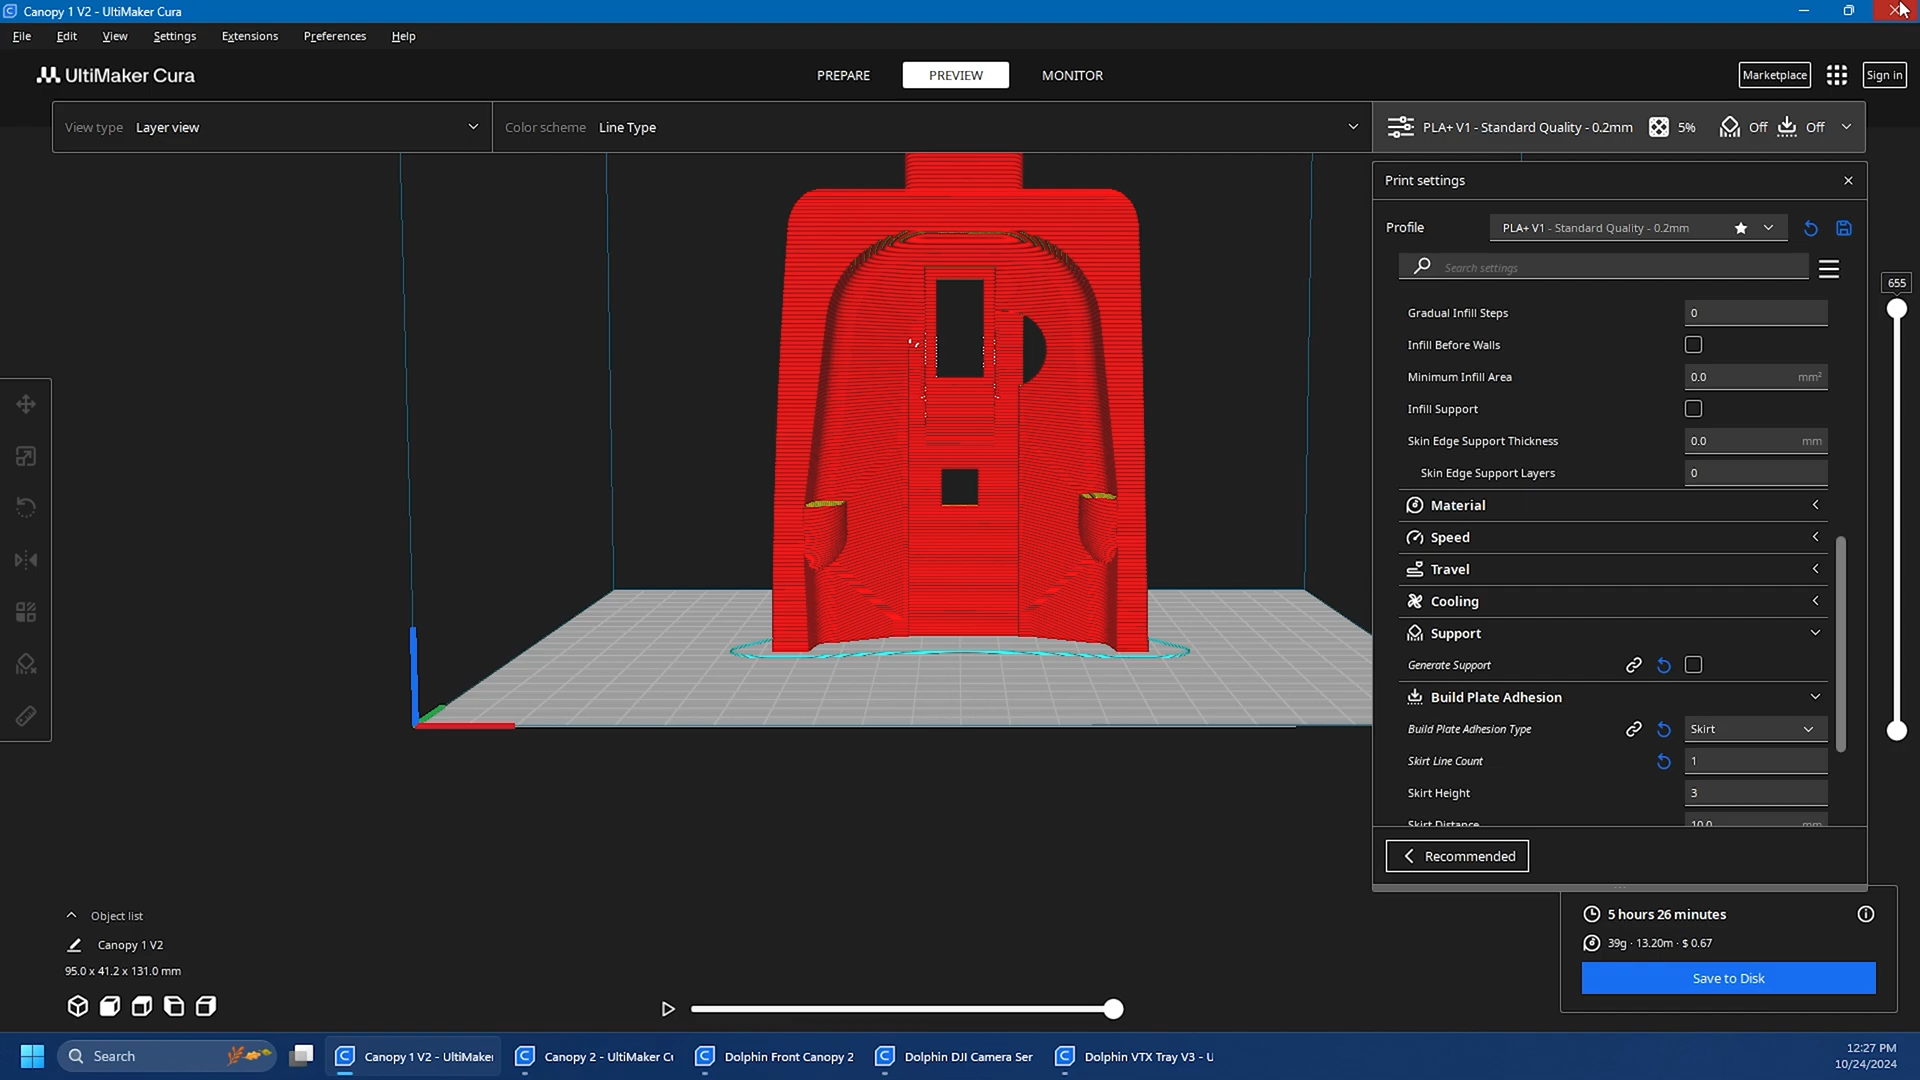 Canopy 1 V2 - UltiMaker Cura
File Edit View Settings Extensions Preferences Help
UltiMaker Cura
PREPARE PREVIEW MONITOR
Marketplace Sign in
View type Layer view
Color scheme Line Type
PLA+ V1 - Standard Quality - 0.2mm 5% Off Off
Print settings
Profile PLA+ V1 - Standard Quality - 0.2mm
Search settings
655
Gradual Infill Steps 0
Infill Before Walls
Minimum Infill Area 0.0 mm²
Infill Support
Skin Edge Support Thickness 0.0 mm
Skin Edge Support Layers 0
Material
Speed
Travel
Cooling
Support
Generate Support
Build Plate Adhesion
Build Plate Adhesion Type Skirt
Skirt Line Count 1
Skirt Height 3
Skirt Distance 10.0 mm
Recommended
Object list
Canopy 1 V2
95.0 x 41.2 x 131.0 mm
5 hours 26 minutes
39g · 13.20m · $ 0.67
Save to Disk
Search
Canopy 1 V2 - UltiMaker
Canopy 2 - UltiMaker Cu
Dolphin Front Canopy 2
Dolphin DJI Camera Ser
Dolphin VTX Tray V3 - U
12:27 PM
10/24/2024